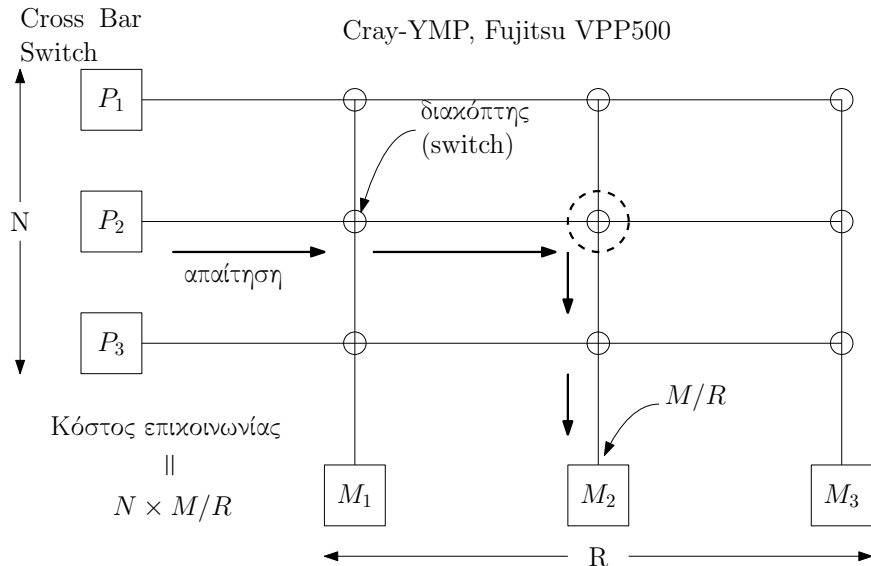 Cross Bar
Switch
Cray-YMP, Fujitsu VPP500
P1
διακόπτης
(switch)
N
P2
απαίτηση
P3
M/R
Κόστος επικοινωνίας
=
N × M/R
M1
M2
M3
R